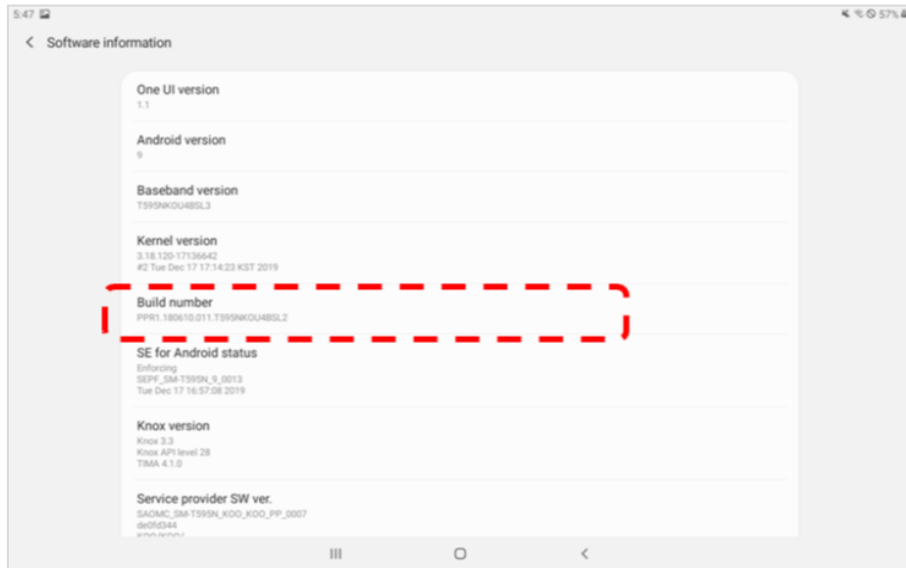 5:47 57%
Software information
One UI version
1.1
Android version
9
Baseband version
T595NKOU4BSL3
Kernel version
3.18.120-17136642
#2 Tue Dec 17 17:14:23 KST 2019
Build number
PPR1.180610.011.T595NKOU4BSL2
SE for Android status
Enforcing
SEPF_SM-T595N_9_0013
Tue Dec 17 16:57:08 2019
Knox version
Knox 3.3
Knox API level 28
TIMA 4.1.0
Service provider SW ver.
SAOMC_SM-T595N_KOO_KOO_PP_0007
de0fd344